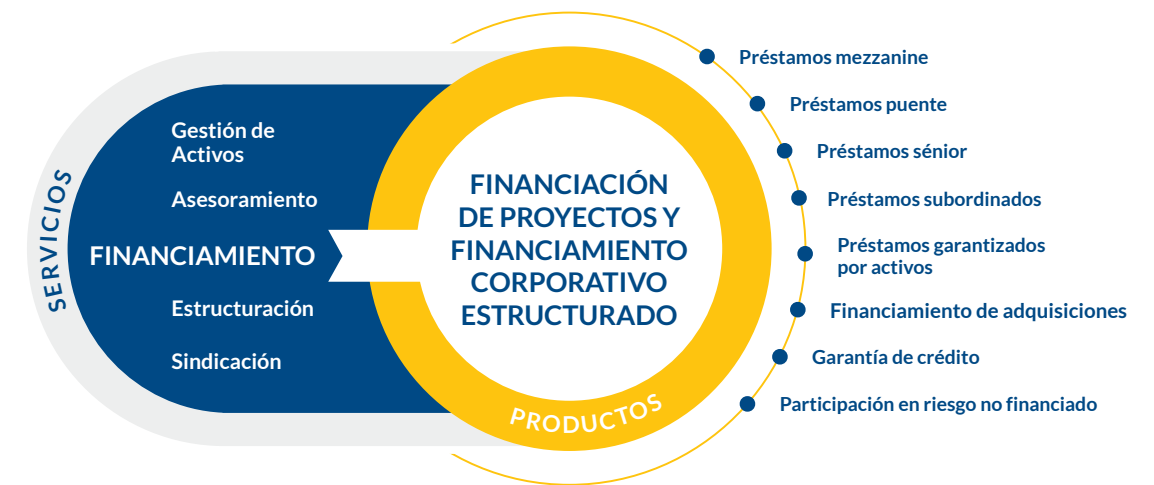 SERVICIOS
Gestión de
Activos
Asesoramiento
FINANCIAMIENTO
Estructuración
Sindicación
FINANCIACIÓN
DE PROYECTOS Y
FINANCIAMIENTO
CORPORATIVO
ESTRUCTURADO
PRODUCTOS
Préstamos mezzanine
Préstamos puente
Préstamos sénior
Préstamos subordinados
Préstamos garantizados
por activos
Financiamiento de adquisiciones
Garantía de crédito
Participación en riesgo no financiado